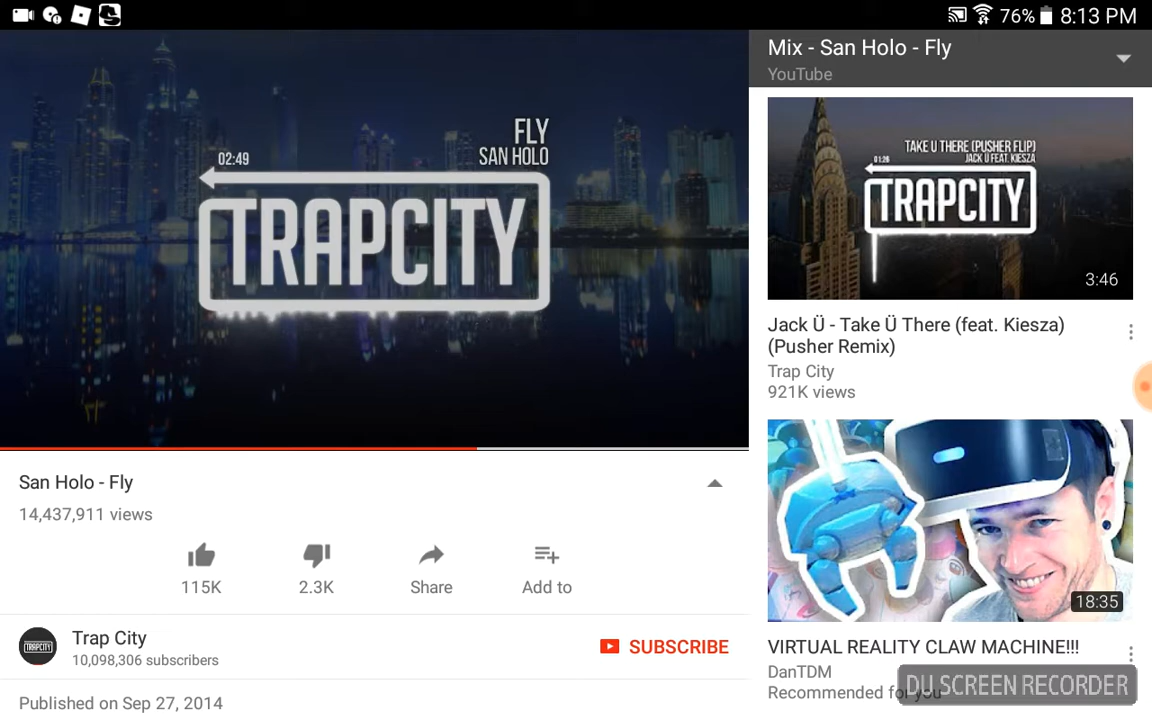 76% 8:13 PM
FLY
SAN HOLO
02:49
TRAPCITY
San Holo - Fly
14,437,911 views
115K
2.3K
Share
Add to
TRAPCITY
Trap City
10,098,306 subscribers
SUBSCRIBE
Published on Sep 27, 2014
Mix - San Holo - Fly
YouTube
TAKE U THERE (PUSHER FLIP)
JACK Ü FEAT. KIESZA
01:26
TRAPCITY
3:46
Jack Ü - Take Ü There (feat. Kiesza)
(Pusher Remix)
Trap City
921K views
18:35
VIRTUAL REALITY CLAW MACHINE!!!
DanTDM
Recommended for you
DU SCREEN RECORDER